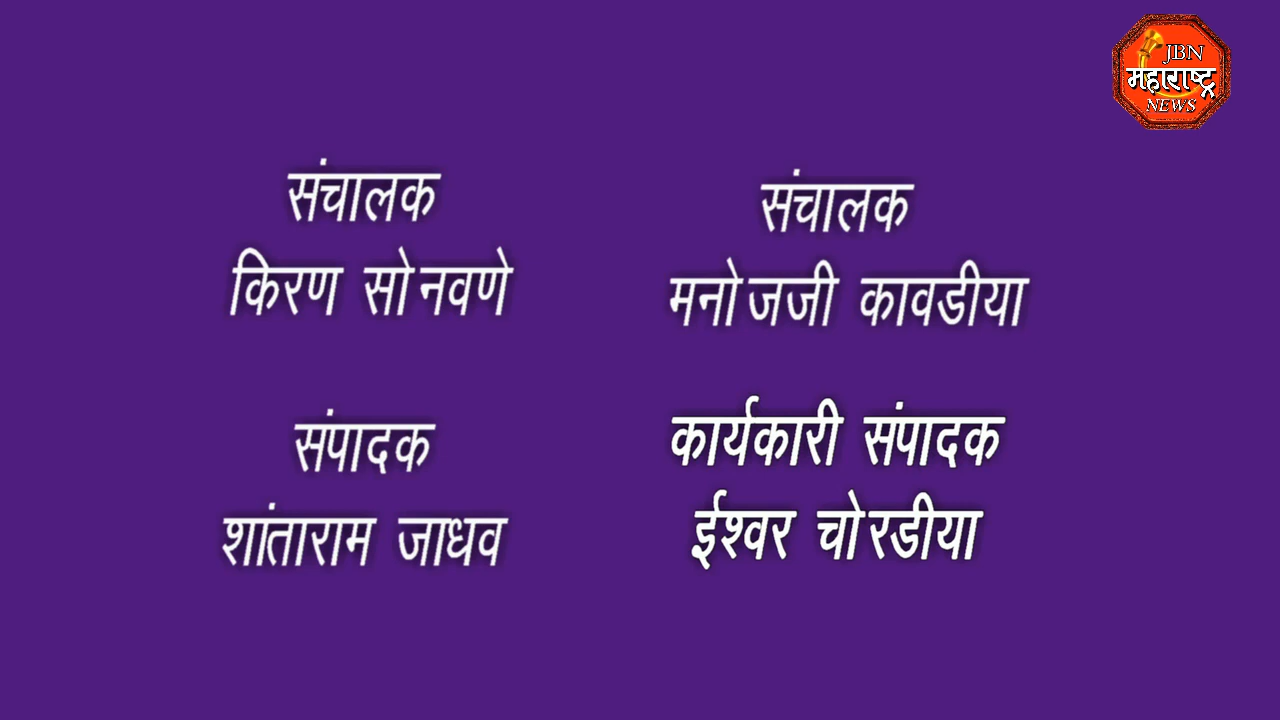 JBN
महाराष्ट्र
NEWS
संचालक
किरण सोनवणे
संचालक
मनोजजी कावडीया
संपादक
शांताराम जाधव
कार्यकारी संपादक
ईश्वर चोरडीया